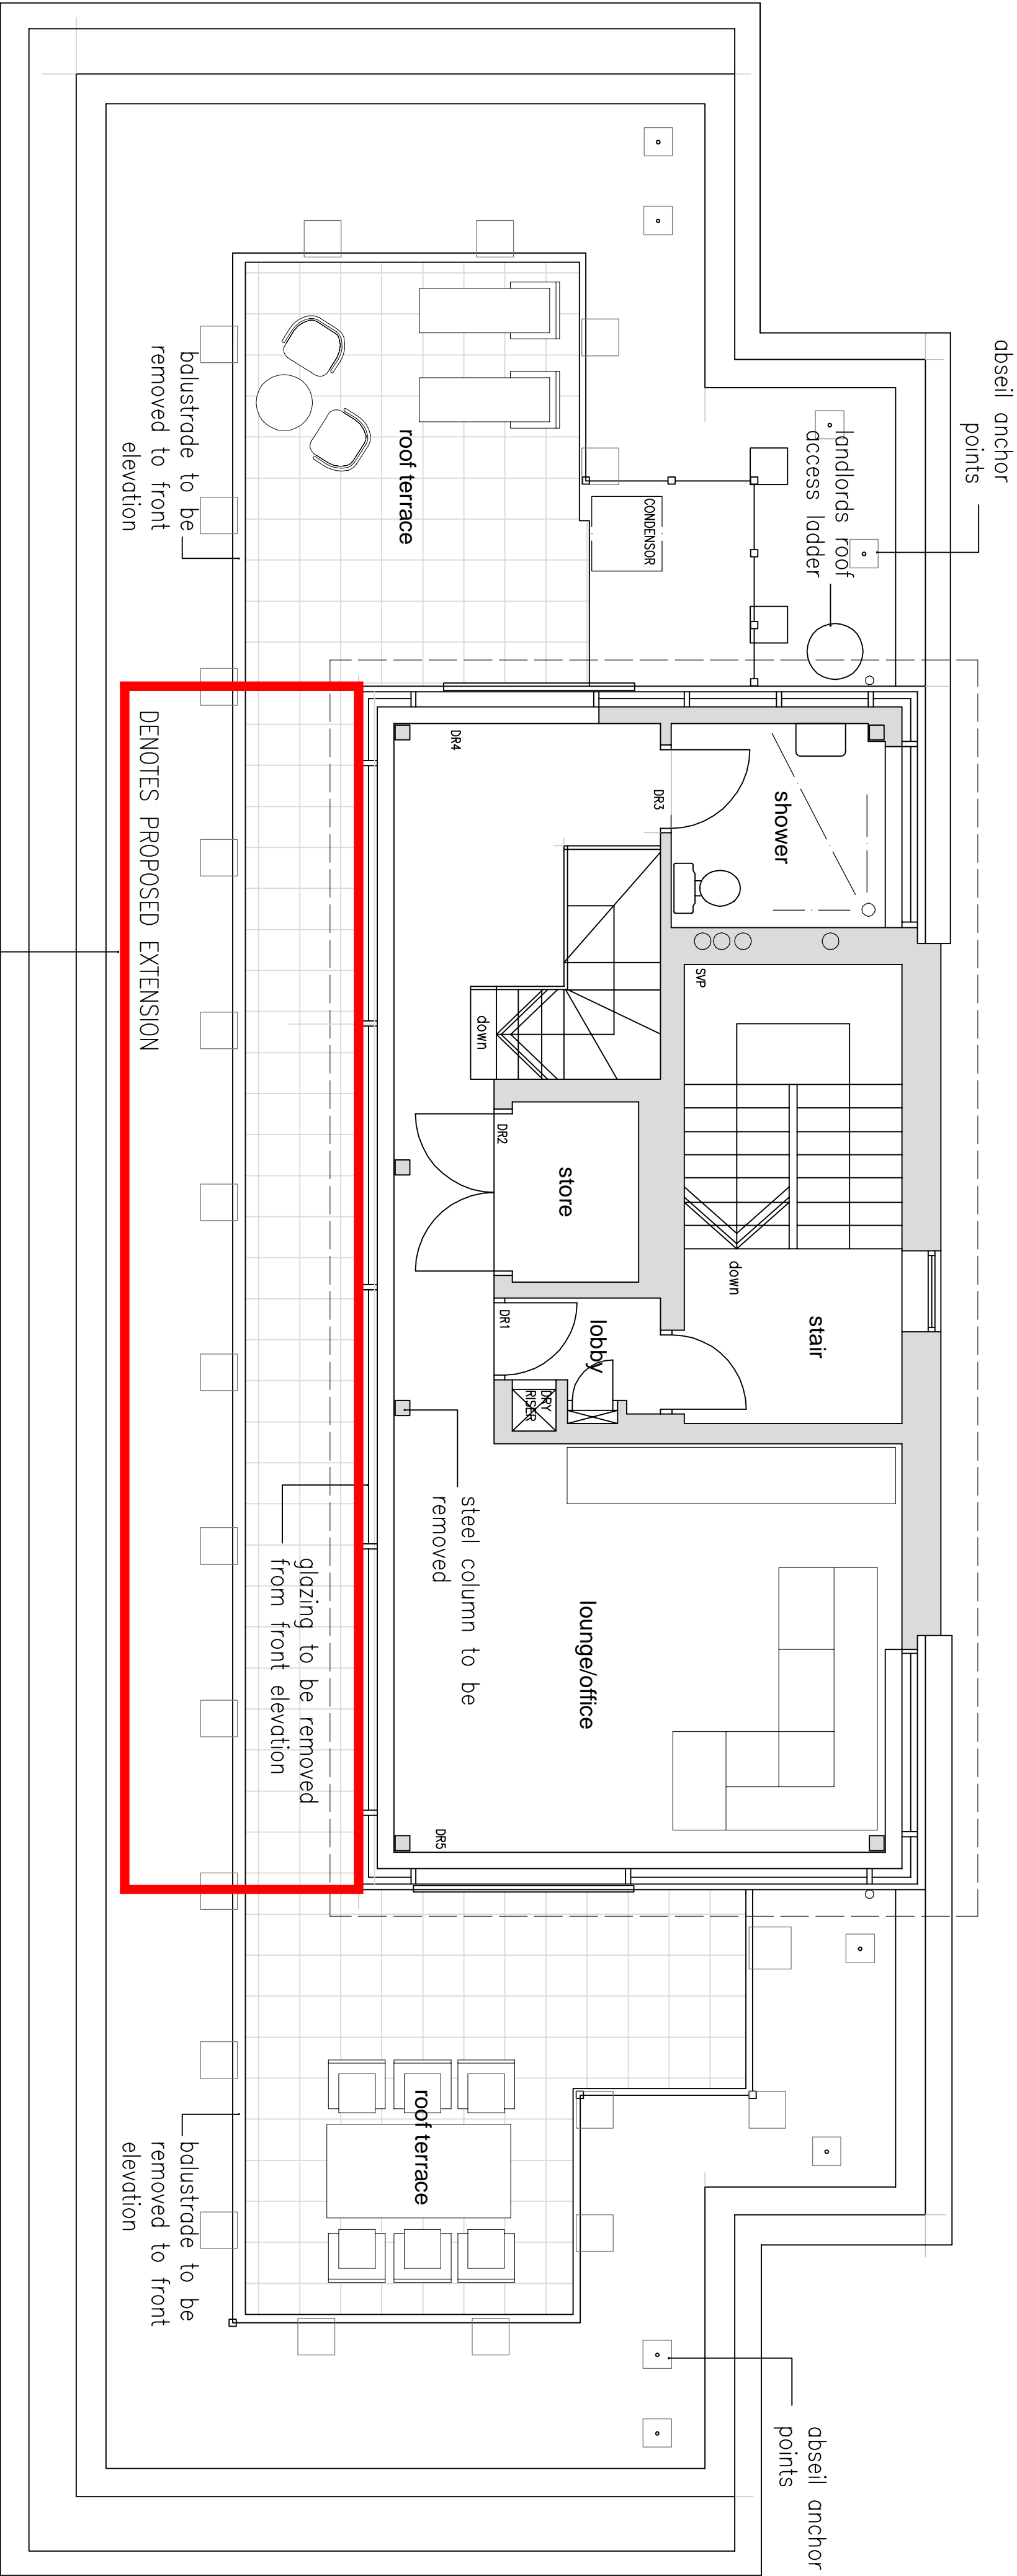 abseil anchor
points
landlords roof
access ladder
CONDENSOR
roof terrace
balustrade to be
removed to front
elevation
shower
DR3
DR4
SVP
down
down
DR2
store
stair
lobby
DR1
DRY
RISER
steel column to be
removed
lounge/office
glazing to be removed
from front elevation
DENOTES PROPOSED EXTENSION
DR5
roof terrace
balustrade to be
removed to front
elevation
abseil anchor
points